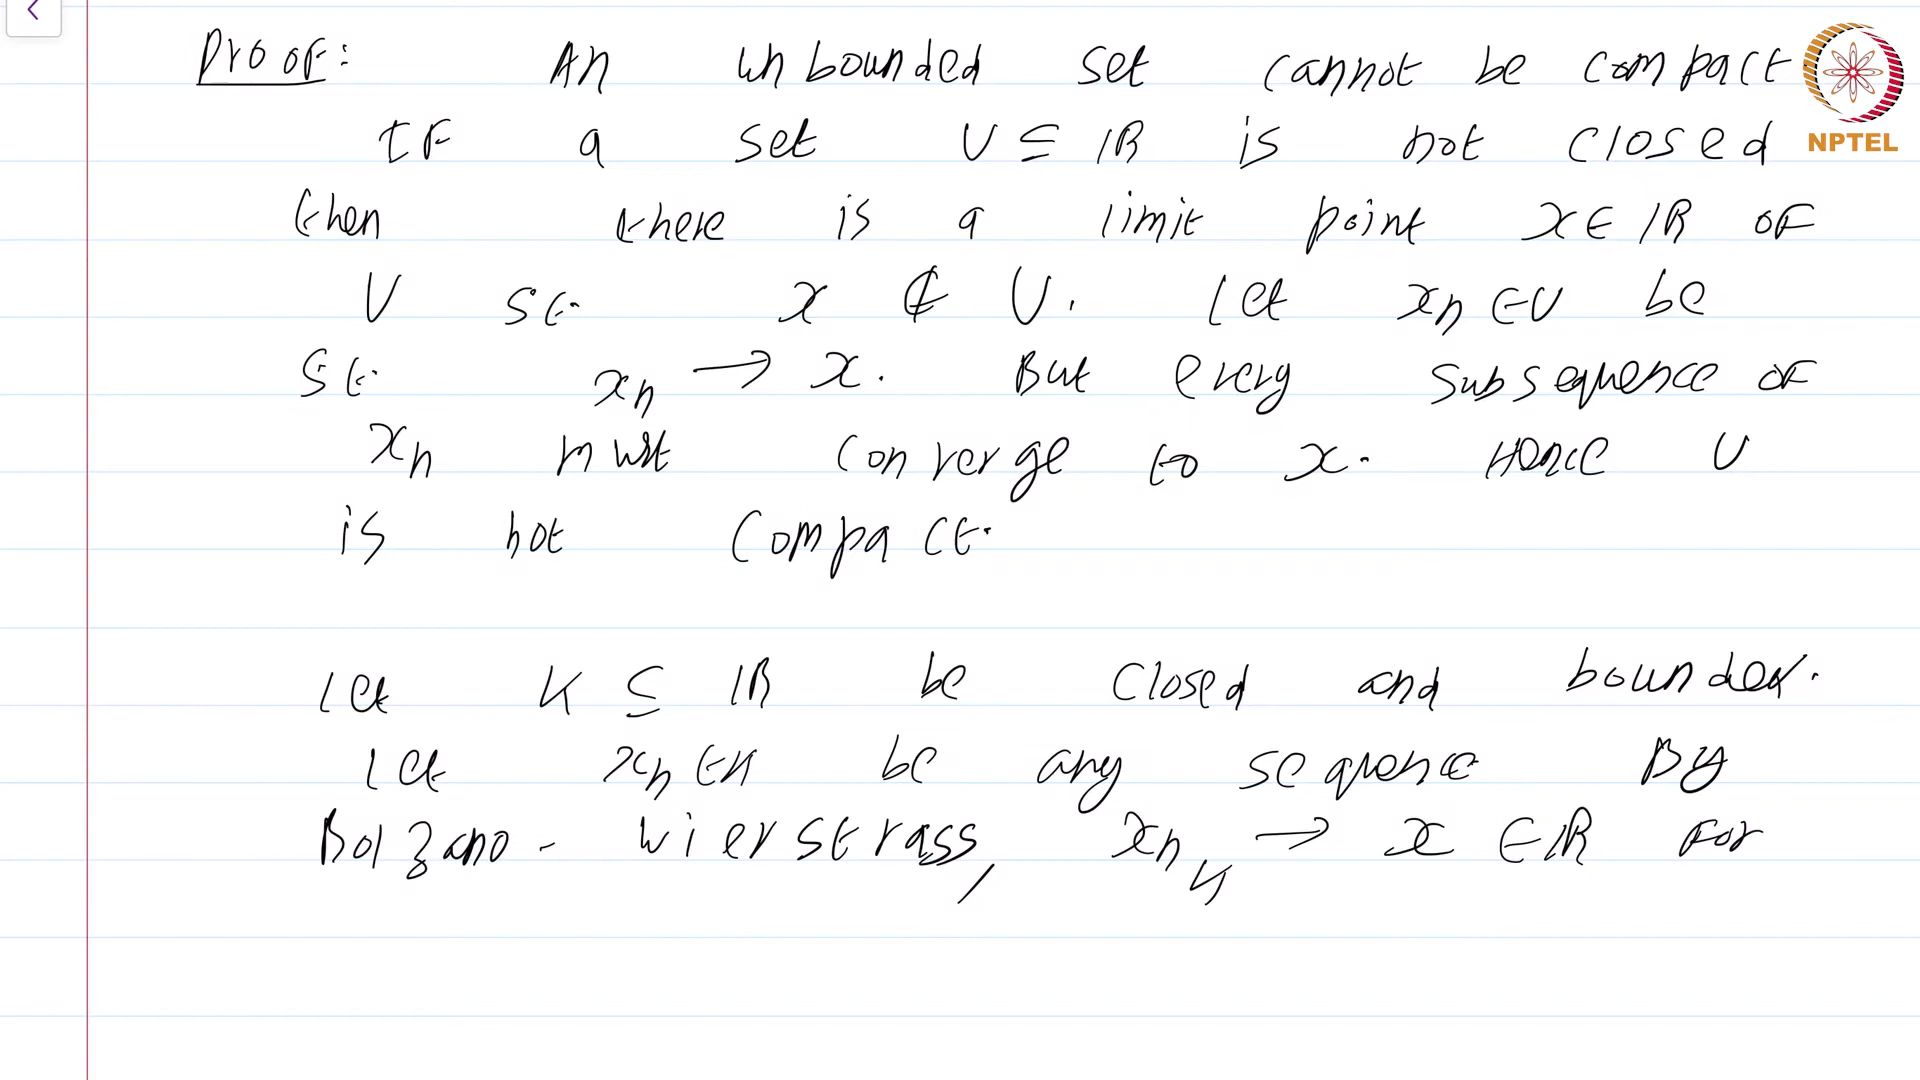 Proof: An unbounded set cannot be compact
NPTEL
If a set U ⊆ ℝ is not closed
then there is a limit point x ∈ ℝ of
U st. x ∉ U. Let xₙ ∈ U be
st. xₙ → x. But every subsequence of
xₙ must converge to x. Hence U
is not compact.
Let K ⊆ ℝ be closed and bounded.
Let xₙ ∈ K be any sequence By
Bolzano - Wierstrass, xₙₖ → x ∈ ℝ for